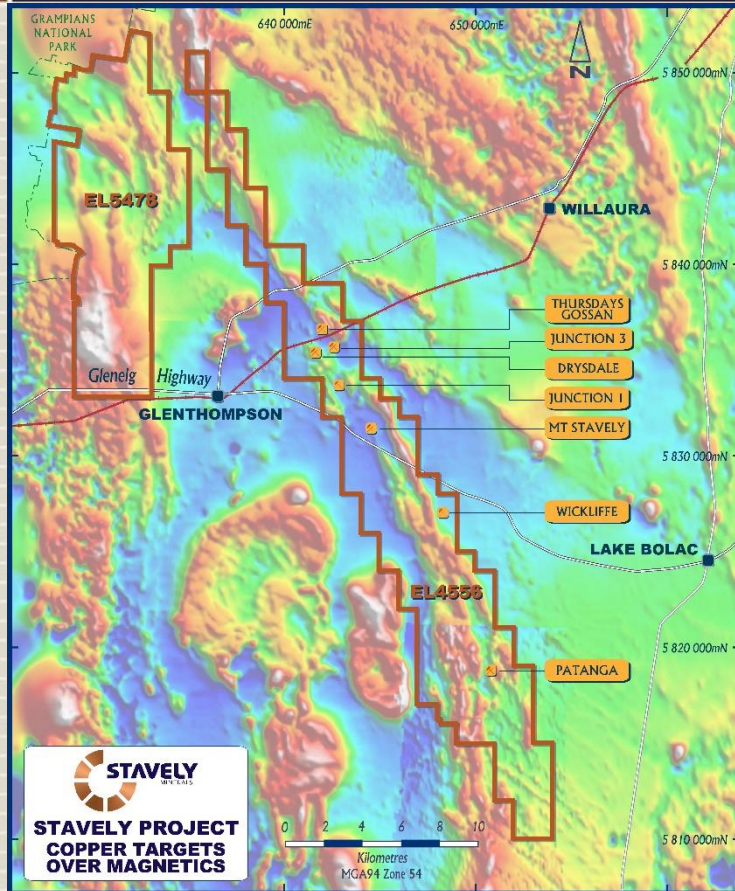 GRAMPIANS
NATIONAL
PARK
640 000mE
650 000mE
N
5 850 000mN
EL5478
WILLAURA
5 840 000mN
THURSDAYS
GOSSAN
JUNCTION 3
DRYSDALE
Glenelg Highway
JUNCTION 1
GLENTHOMPSON
MT STAVELY
5 830 000mN
WICKLIFFE
LAKE BOLAC
EL4556
5 820 000mN
PATANGA
STAVELY
MINERALS
STAVELY PROJECT
COPPER TARGETS
OVER MAGNETICS
0 2 4 6 8 10
Kilometres
MGA94 Zone 54
5 810 000mN